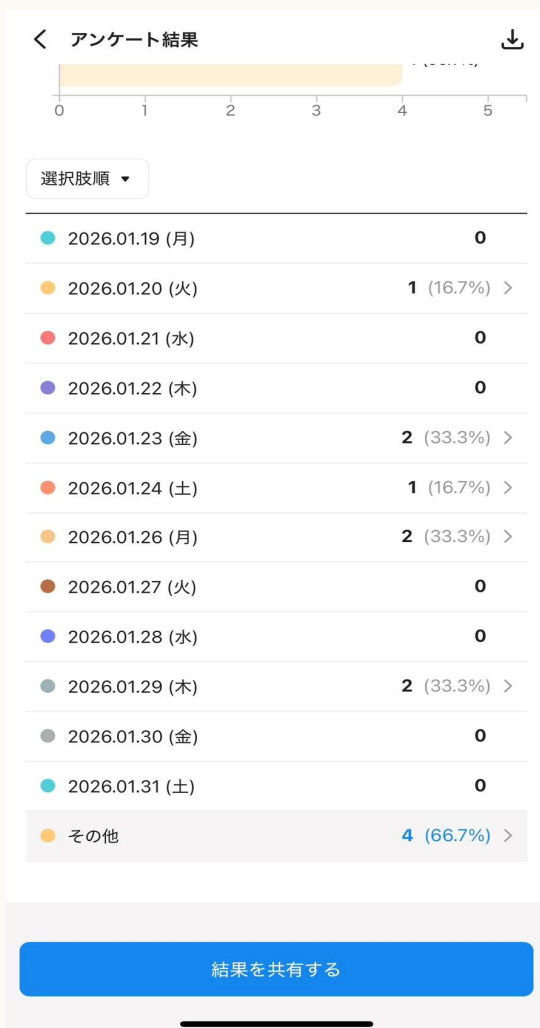 アンケート結果
0 1 2 3 4 5
選択肢順
2026.01.19 (月) 0
2026.01.20 (火) 1 (16.7%)
2026.01.21 (水) 0
2026.01.22 (木) 0
2026.01.23 (金) 2 (33.3%)
2026.01.24 (土) 1 (16.7%)
2026.01.26 (月) 2 (33.3%)
2026.01.27 (火) 0
2026.01.28 (水) 0
2026.01.29 (木) 2 (33.3%)
2026.01.30 (金) 0
2026.01.31 (土) 0
その他 4 (66.7%)
結果を共有する